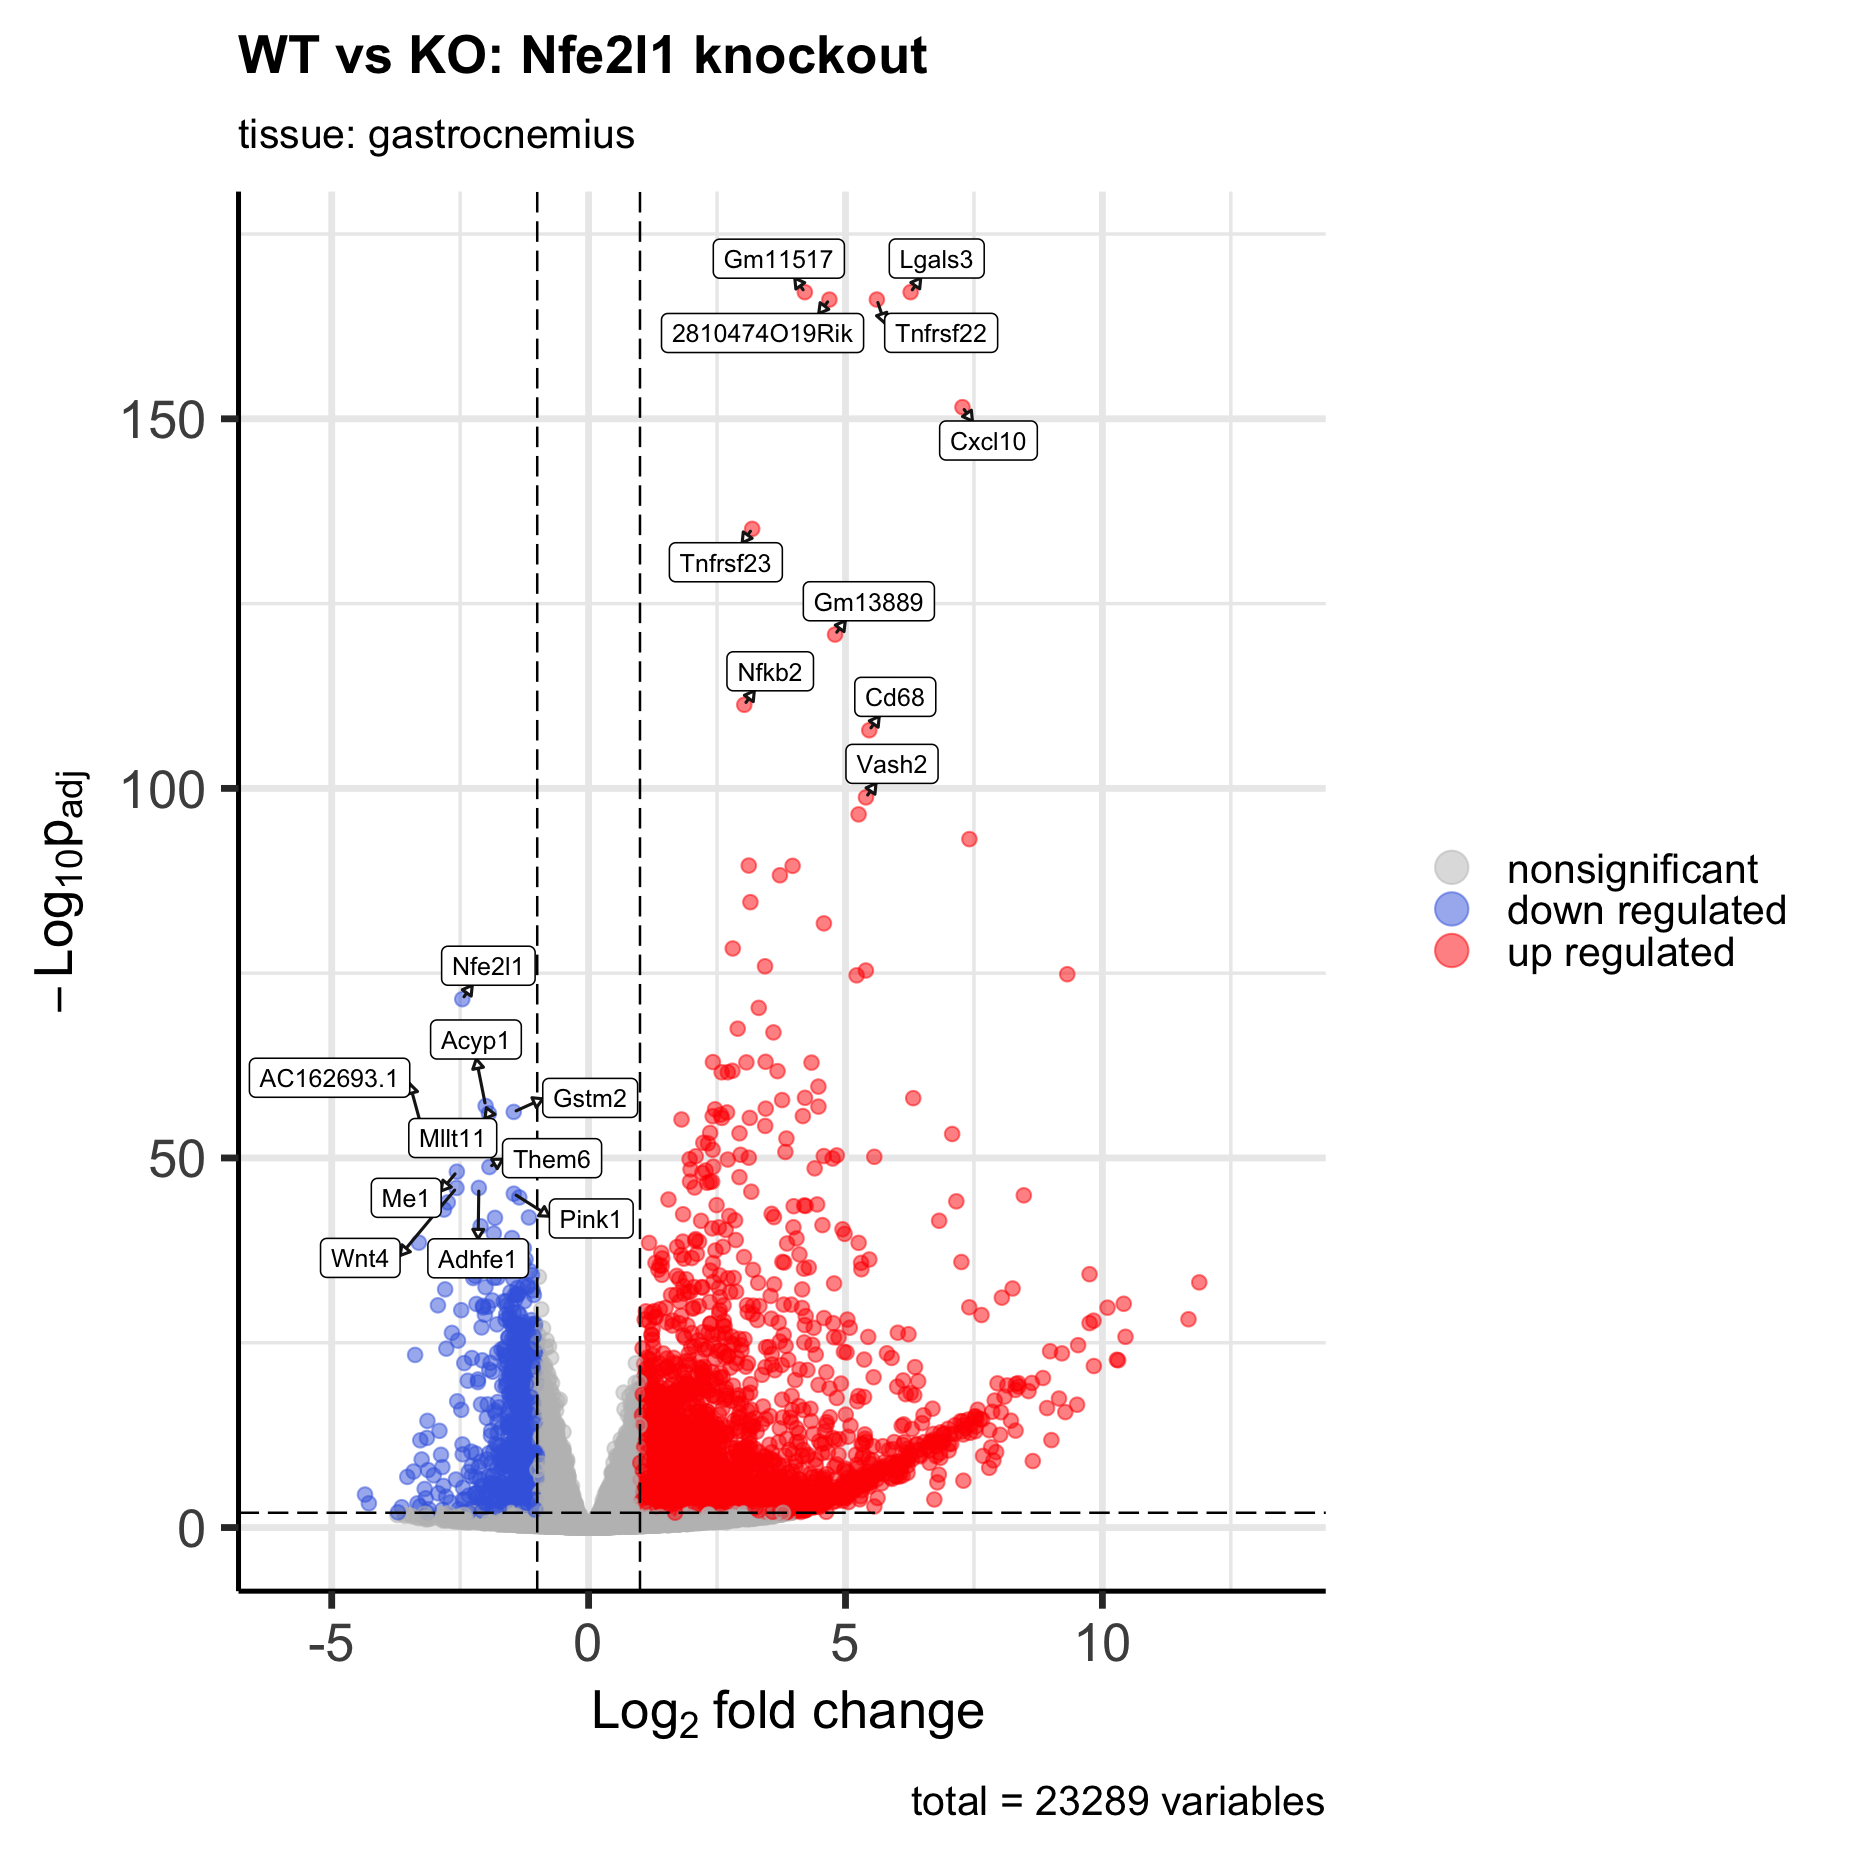 WT vs KO: Nfe2l1 knockout
tissue: gastrocnemius
Gm11517
Lgals3
2810474O19Rik
Tnfrsf22
150
Cxcl10
Tnfrsf23
Gm13889
Nfkb2
Cd68
Vash2
100
−Log10padj
nonsignificant
down regulated
up regulated
Nfe2l1
Acyp1
AC162693.1
Gstm2
Mllt11
50
Them6
Me1
Pink1
Wnt4
Adhfe1
0
-5
0
5
10
Log2 fold change
total = 23289 variables